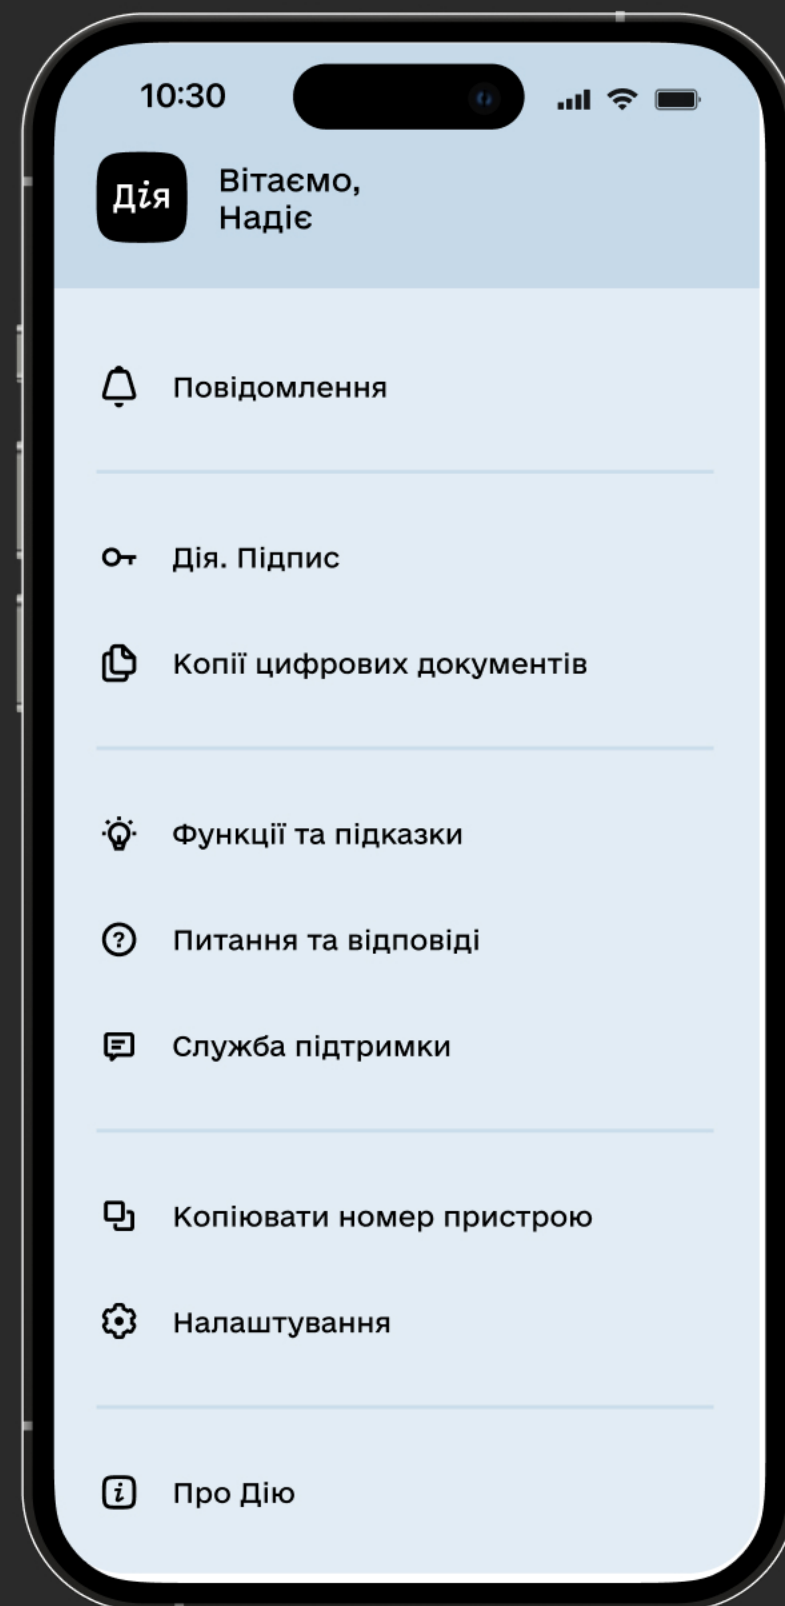 10:30
Дія
Вітаємо,
Надіє
Повідомлення
Дія. Підпис
Копії цифрових документів
Функції та підказки
Питання та відповіді
Служба підтримки
Копіювати номер пристрою
Налаштування
Про Дію